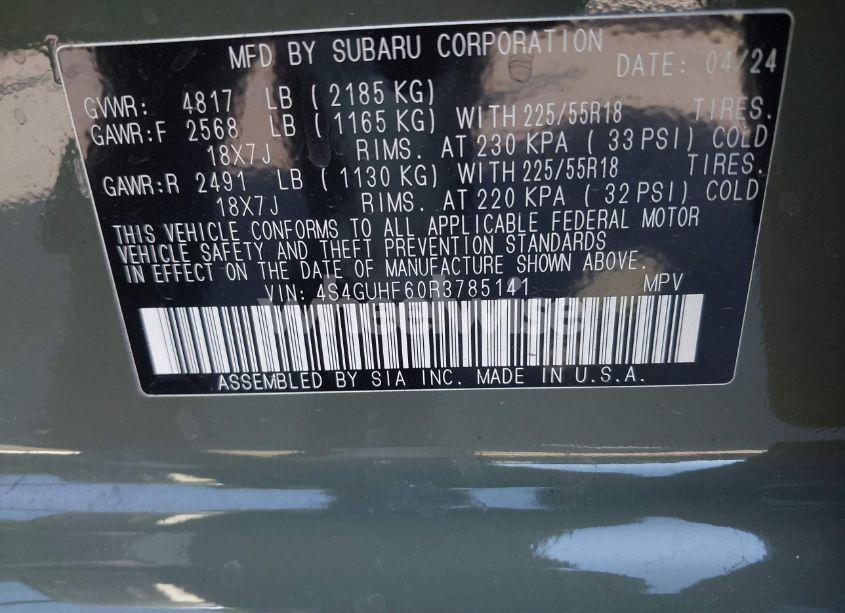 MFD BY SUBARU CORPORATION DATE: 04/24
GVWR: 4817 LB (2185 KG)
GAWR:F 2568 LB (1165 KG) WITH 225/55R18 TIRES.
18X7J RIMS. AT 230 KPA (33 PSI) COLD
GAWR:R 2491 LB (1130 KG) WITH 225/55R18 TIRES.
18X7J RIMS. AT 220 KPA (32 PSI) COLD
THIS VEHICLE CONFORMS TO ALL APPLICABLE FEDERAL MOTOR
VEHICLE SAFETY AND THEFT PREVENTION STANDARDS
IN EFFECT ON THE DATE OF MANUFACTURE SHOWN ABOVE.
VIN: 4S4GUHF60R3785141 MPV
Wheelwise
ASSEMBLED BY SIA INC. MADE IN U.S.A.